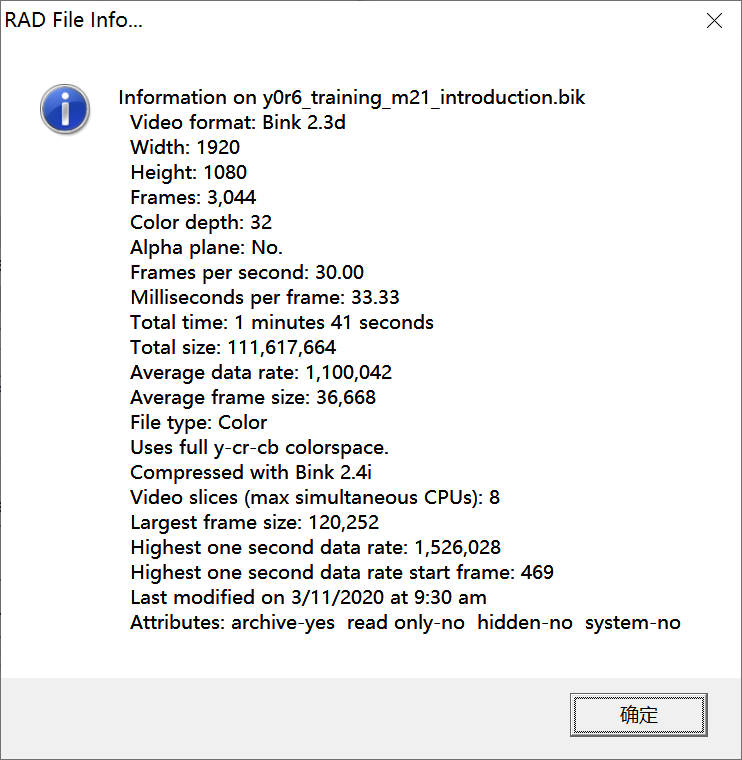 RAD File Info...
Information on y0r6_training_m21_introduction.bik
Video format: Bink 2.3d
Width: 1920
Height: 1080
Frames: 3,044
Color depth: 32
Alpha plane: No.
Frames per second: 30.00
Milliseconds per frame: 33.33
Total time: 1 minutes 41 seconds
Total size: 111,617,664
Average data rate: 1,100,042
Average frame size: 36,668
File type: Color
Uses full y-cr-cb colorspace.
Compressed with Bink 2.4i
Video slices (max simultaneous CPUs): 8
Largest frame size: 120,252
Highest one second data rate: 1,526,028
Highest one second data rate start frame: 469
Last modified on 3/11/2020 at 9:30 am
Attributes: archive-yes  read only-no  hidden-no  system-no
确定